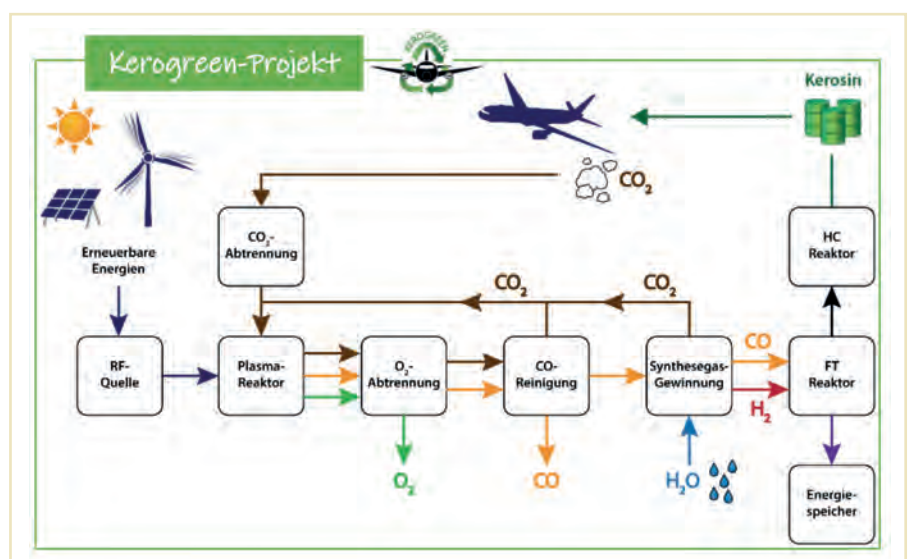 Kerogreen-Projekt
KEROGREEN
Kerosin
CO₂
CO₂-
Abtrennung
HC
Reaktor
Erneuerbare
Energien
CO₂
CO₂
RF-
Quelle
Plasma-
Reaktor
O₂-
Abtrennung
CO-
Reinigung
Synthesegas-
Gewinnung
CO
H₂
FT
Reaktor
O₂
CO
H₂O
Energie-
speicher